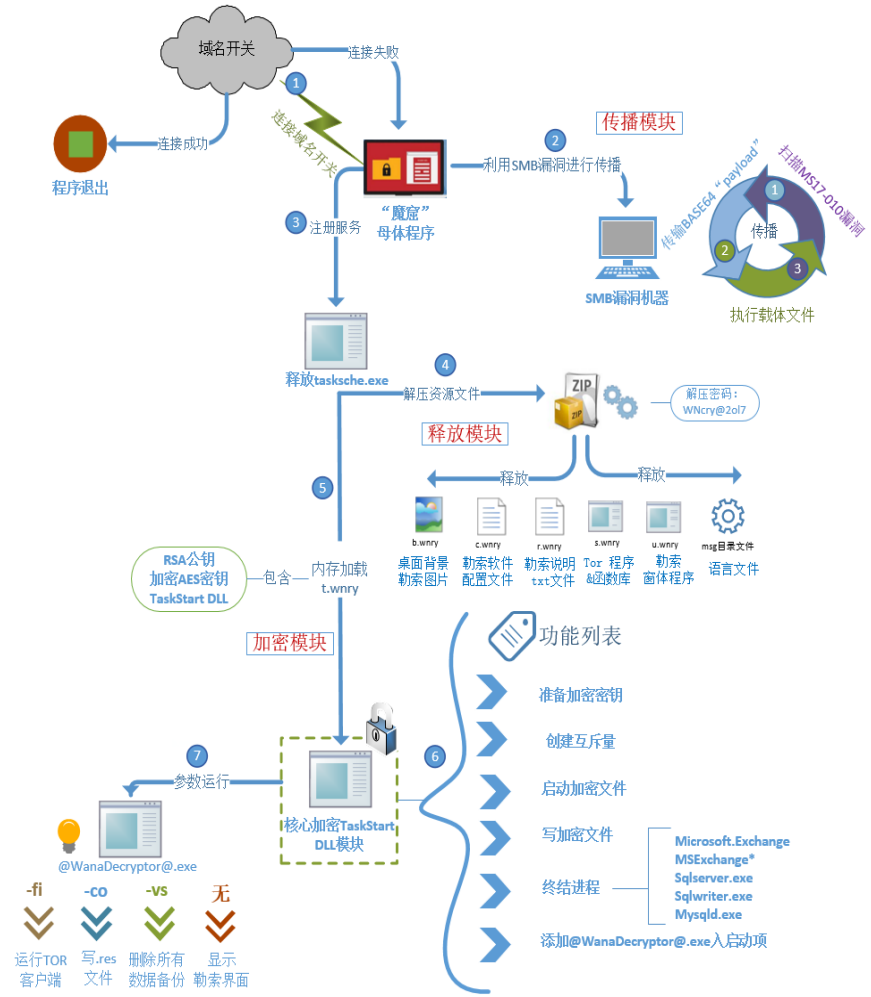 域名开关
连接失败
1
连接域名开关
连接成功
程序退出
“魔窟”
母体程序
2
利用SMB漏洞进行传播
传播模块
SMB漏洞机器
传输BASE64“payload”
扫描MS17-010漏洞
1
传播
2
3
执行载体文件
3
注册服务
释放tasksche.exe
4
解压资源文件
释放模块
ZIP
ZIP
解压密码：
WNcry@2ol7
释放
释放
b.wnry
桌面背景
勒索图片
c.wnry
勒索软件
配置文件
r.wnry
勒索说明
txt文件
s.wnry
Tor 程序
&函数库
u.wnry
勒索
窗体程序
msg目录文件
语言文件
5
RSA公钥
加密AES密钥
TaskStart DLL
包含
内存加载
t.wnry
加密模块
核心加密TaskStart
DLL模块
6
功能列表
准备加密密钥
创建互斥量
启动加密文件
写加密文件
终结进程
Microsoft.Exchange
MSExchange*
Sqlserver.exe
Sqlwriter.exe
Mysqld.exe
添加@WanaDecryptor@.exe入启动项
7
参数运行
@WanaDecryptor@.exe
-fi
运行TOR
客户端
-co
写.res
文件
-vs
删除所有
数据备份
无
显示
勒索界面